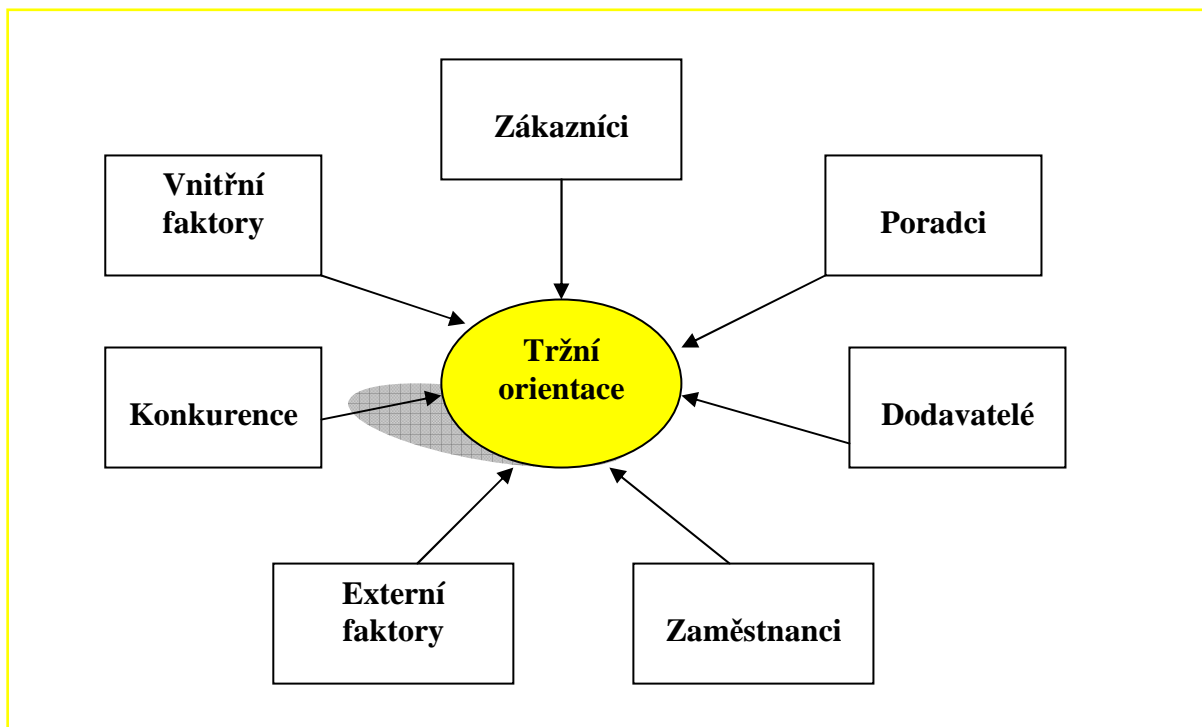 Zákazníci
Vnitřní
faktory
Poradci
Tržní
orientace
Konkurence
Dodavatelé
Externí
faktory
Zaměstnanci